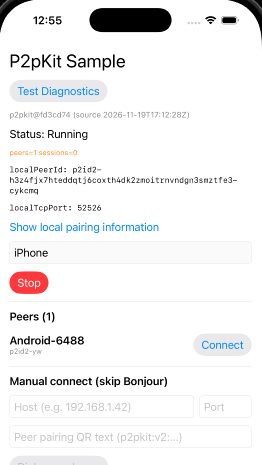 12:55
P2pKit Sample
Test Diagnostics
p2pkit@fd3cd74 (source 2026-11-19T17:12:28Z)
Status: Running
peers=1 sessions=0
localPeerId: p2id2-
h3z4fjx7hteddqtj6coxth4dk2zmoitrnvndgn3smztfe3-
cykcmq
localTcpPort: 52526
Show local pairing information
iPhone
Stop
Peers (1)
Android-6488
p2id2-yw
Connect
Manual connect (skip Bonjour)
Host (e.g. 192.168.1.42)
Port
Peer pairing QR text (p2pkit:v2:...)